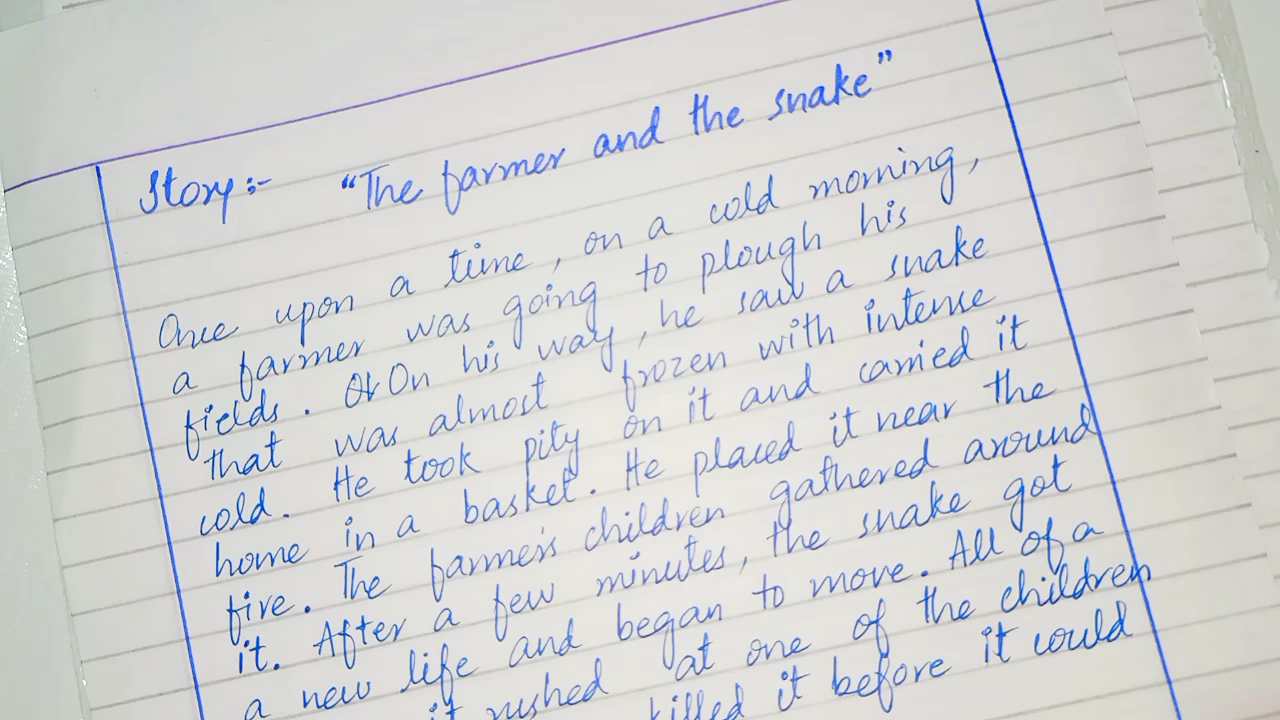 Story:- "The farmer and the snake"
Once upon a time, on a cold morning,
a farmer was going to plough his
fields. Or On his way, he saw a snake
that was almost frozen with intense
cold. He took pity on it and carried it
home in a basket. He placed it near the
fire. The farmer's children gathered around
it. After a few minutes, the snake got
a new life and began to move. All of a
it rushed at one of the children
killed it before it could